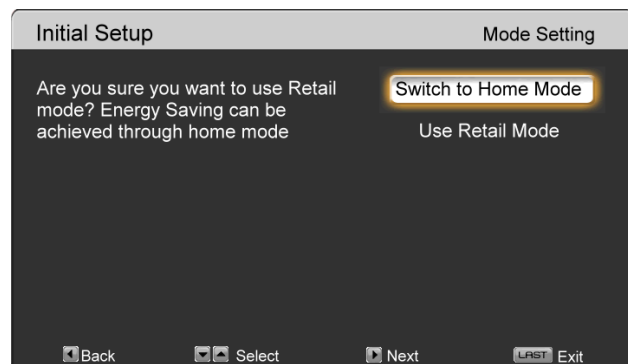 Initial Setup Mode Setting
Are you sure you want to use Retail
mode? Energy Saving can be
achieved through home mode
Switch to Home Mode
Use Retail Mode
Back Select Next LAST Exit